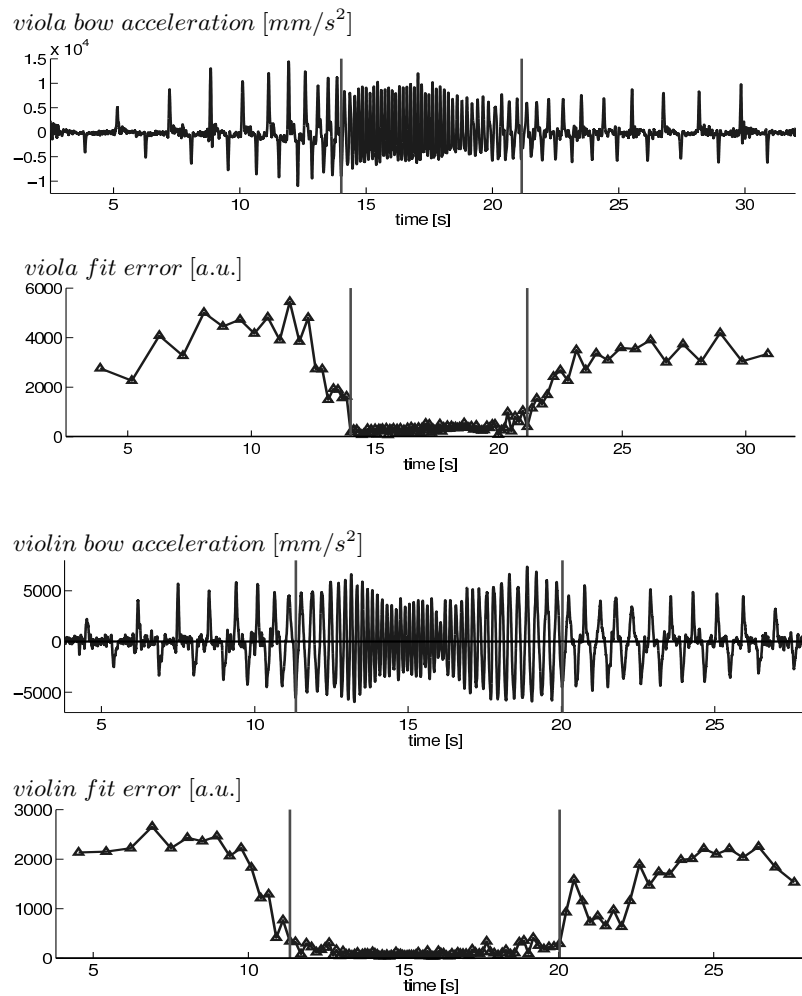 viola bow acceleration [mm/s²]
x 10⁴
1.5
1
0.5
0
−0.5
−1
5 10 15 20 25 30
time [s]
viola fit error [a.u.]
6000
4000
2000
0
5 10 15 20 25 30
time [s]
violin bow acceleration [mm/s²]
5000
0
−5000
5 10 15 20 25
time [s]
violin fit error [a.u.]
3000
2000
1000
0
5 10 15 20 25
time [s]